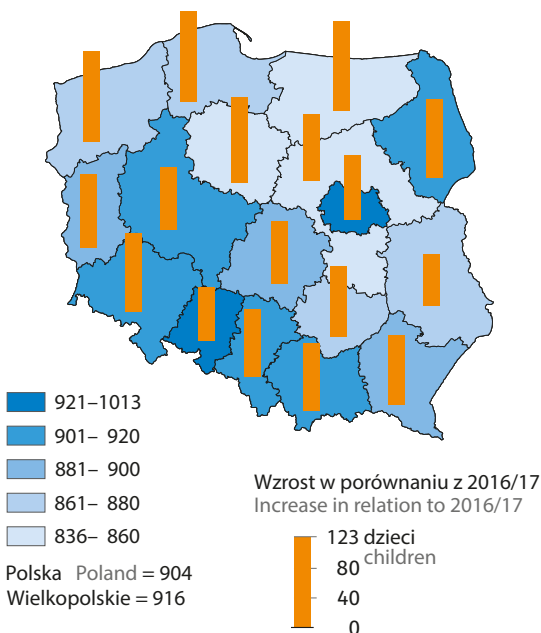 921–1013
901– 920
881– 900
861– 880
836– 860
Polska Poland = 904
Wielkopolskie = 916
Wzrost w porównaniu z 2016/17
Increase in relation to 2016/17
123 dzieci
children
80
40
0